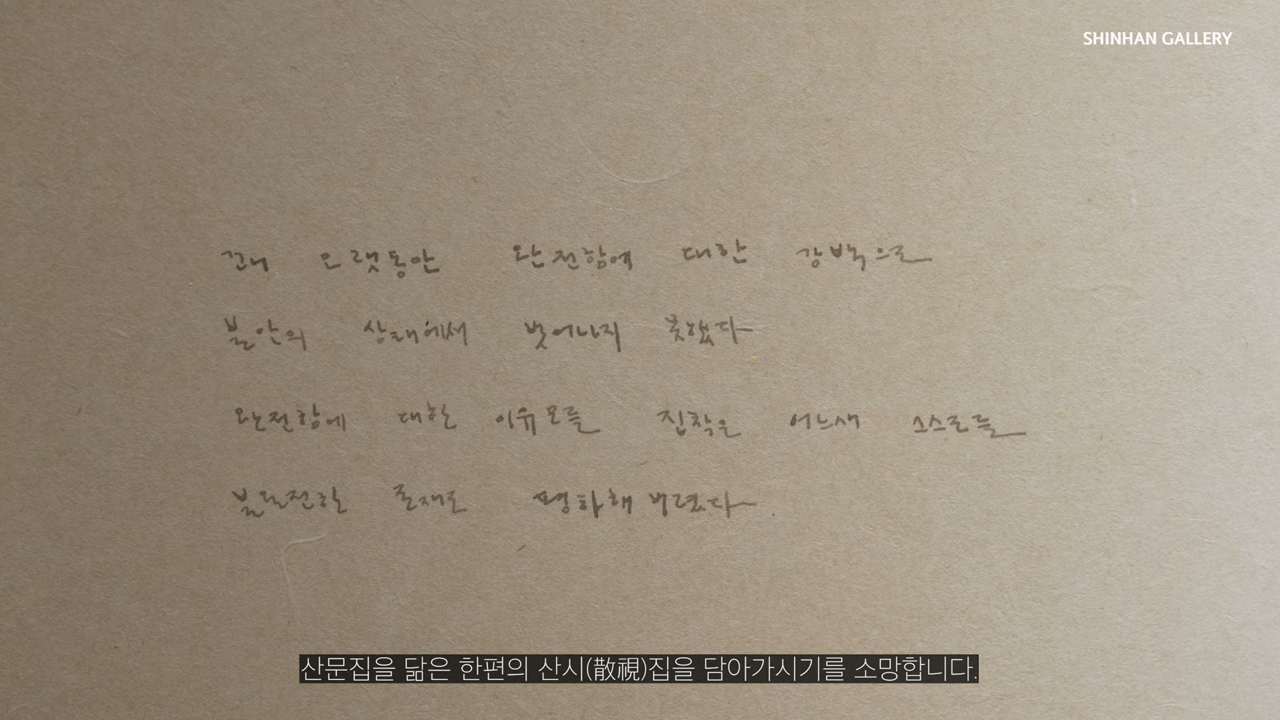 SHINHAN GALLERY
오랫동안 완전함에 대한 강박으로
불안의 상태에서 벗어나지 못했다
완전함에 대한 이유모를 집착은 어느새 스스로를
불완전한 존재로 평하해 버렸다.
산문집을 닮은 한편의 산시(散視)집을 담아가시기를 소망합니다.